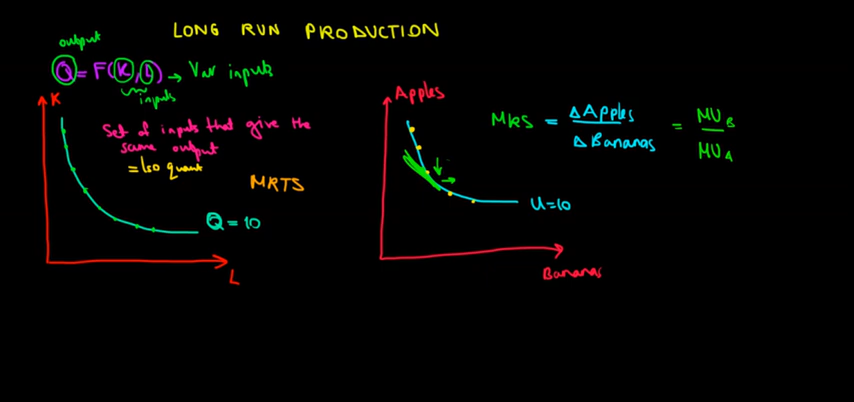 LONG RUN PRODUCTION
output
Q = F(K, L) → Var inputs
inputs
K
Set of inputs that give the
same output
= Iso quant
MRTS
Q = 10
L
Apples
U = 10
Bananas
MRS = ΔApples / ΔBananas = MU_B / MU_A